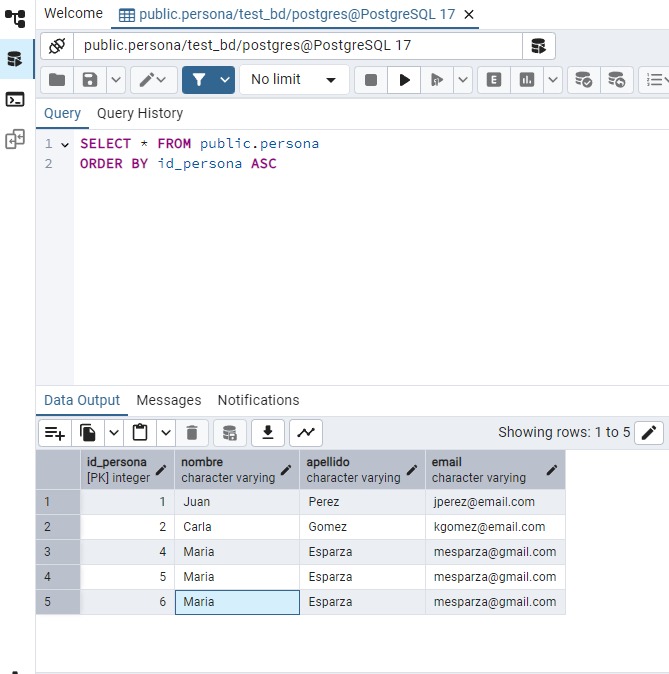 Welcome public.persona/test_bd/postgres@PostgreSQL 17
public.persona/test_bd/postgres@PostgreSQL 17
No limit
E
Query Query History
1 SELECT * FROM public.persona
2 ORDER BY id_persona ASC
Data Output Messages Notifications
Showing rows: 1 to 5
id_persona nombre apellido email
[PK] integer character varying character varying character varying
1 1 Juan Perez jperez@email.com
2 2 Carla Gomez kgomez@email.com
3 4 Maria Esparza mesparza@gmail.com
4 5 Maria Esparza mesparza@gmail.com
5 6 Maria Esparza mesparza@gmail.com